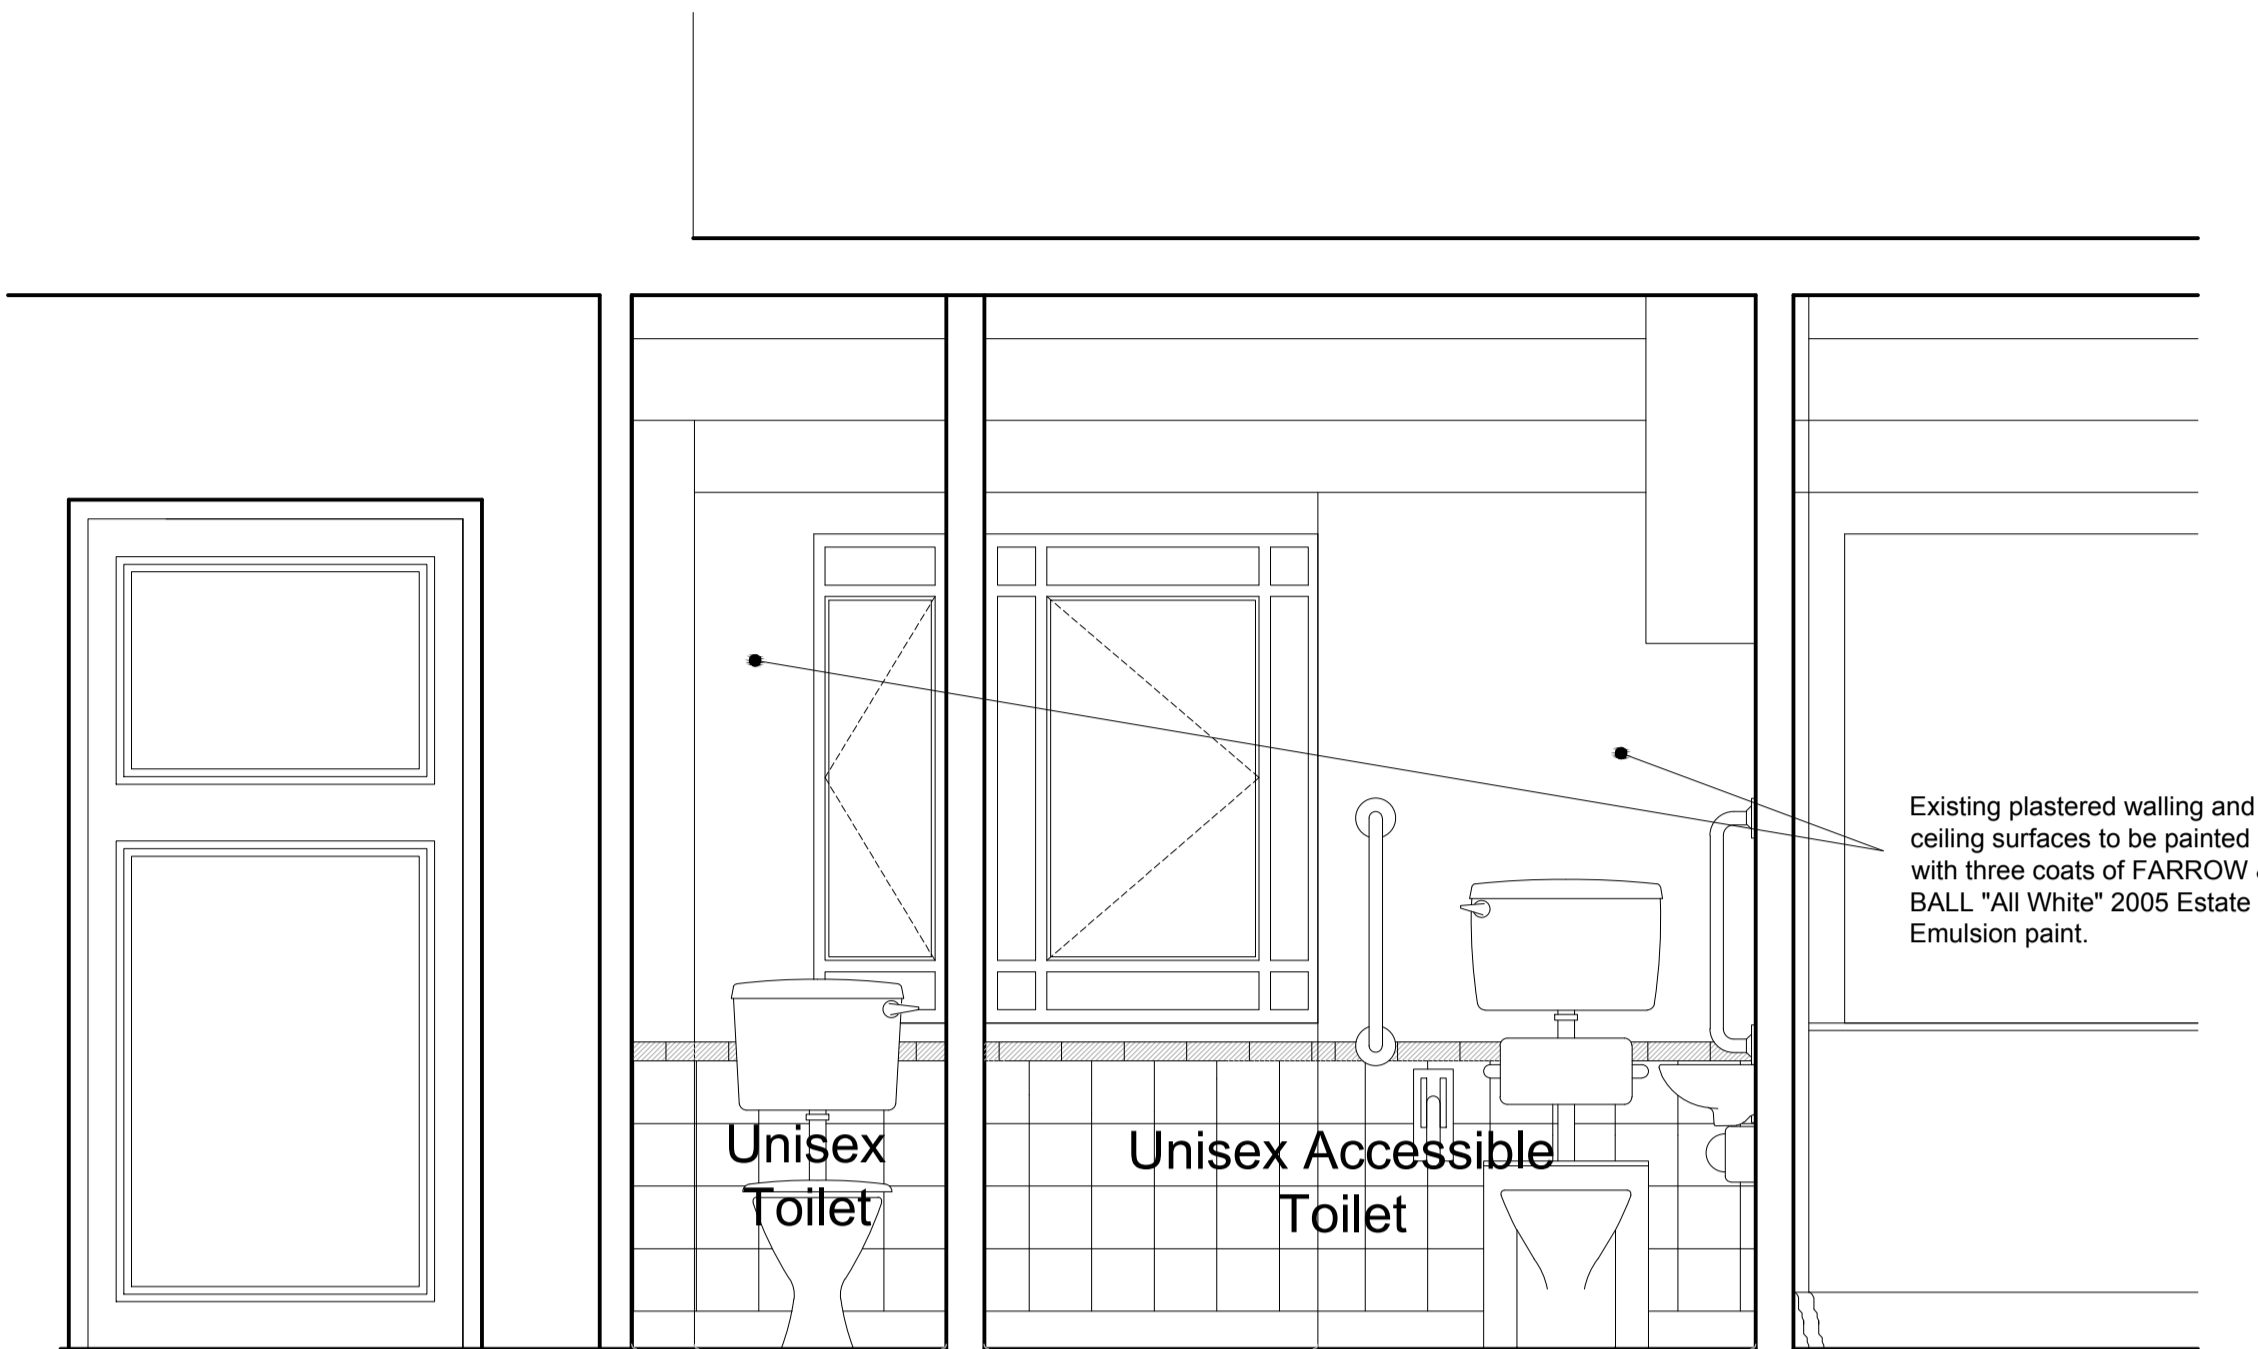 Existing plastered walling and
ceiling surfaces to be painted
with three coats of FARROW &
BALL "All White" 2005 Estate
Emulsion paint.
Unisex
Toilet
Unisex Accessible
Toilet